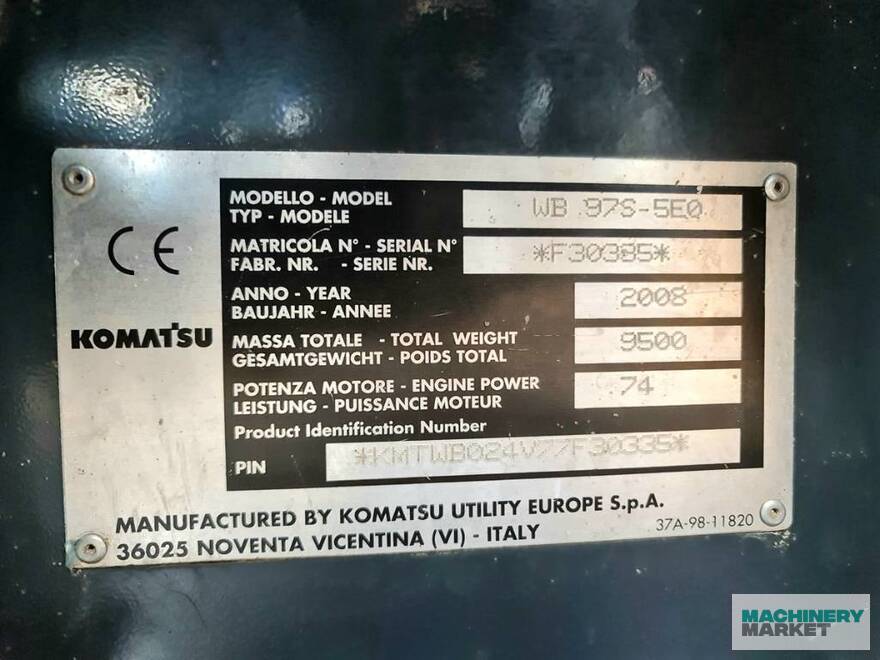 CE
KOMATSU
MODELLO - MODEL
TYP - MODELE
WB 97S-5E0
MATRICOLA N° - SERIAL N°
FABR. NR. - SERIE NR.
*F30385*
ANNO - YEAR
BAUJAHR - ANNEE
2008
MASSA TOTALE - TOTAL WEIGHT
GESAMTGEWICHT - POIDS TOTAL
9500
POTENZA MOTORE - ENGINE POWER
LEISTUNG - PUISSANCE MOTEUR
74
Product Identification Number
PIN
MANUFACTURED BY KOMATSU UTILITY EUROPE S.p.A.
36025 NOVENTA VICENTINA (VI) - ITALY
37A-98-11820
MACHINERY
MARKET